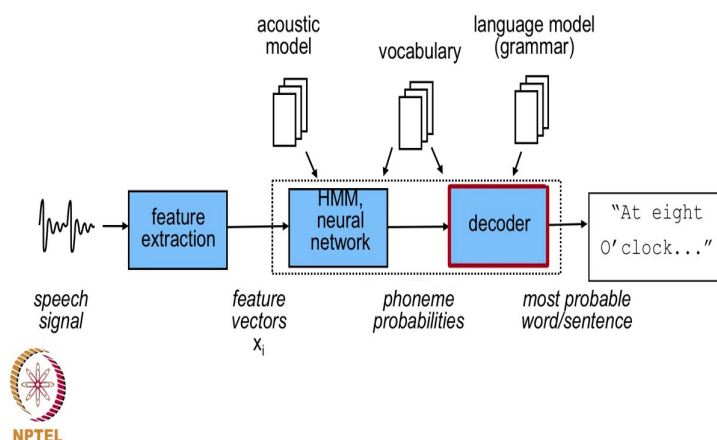 acoustic
model
vocabulary
language model
(grammar)
feature
extraction
HMM,
neural
network
decoder
"At eight
O'clock..."
speech
signal
feature
vectors
xi
phoneme
probabilities
most probable
word/sentence
NPTEL